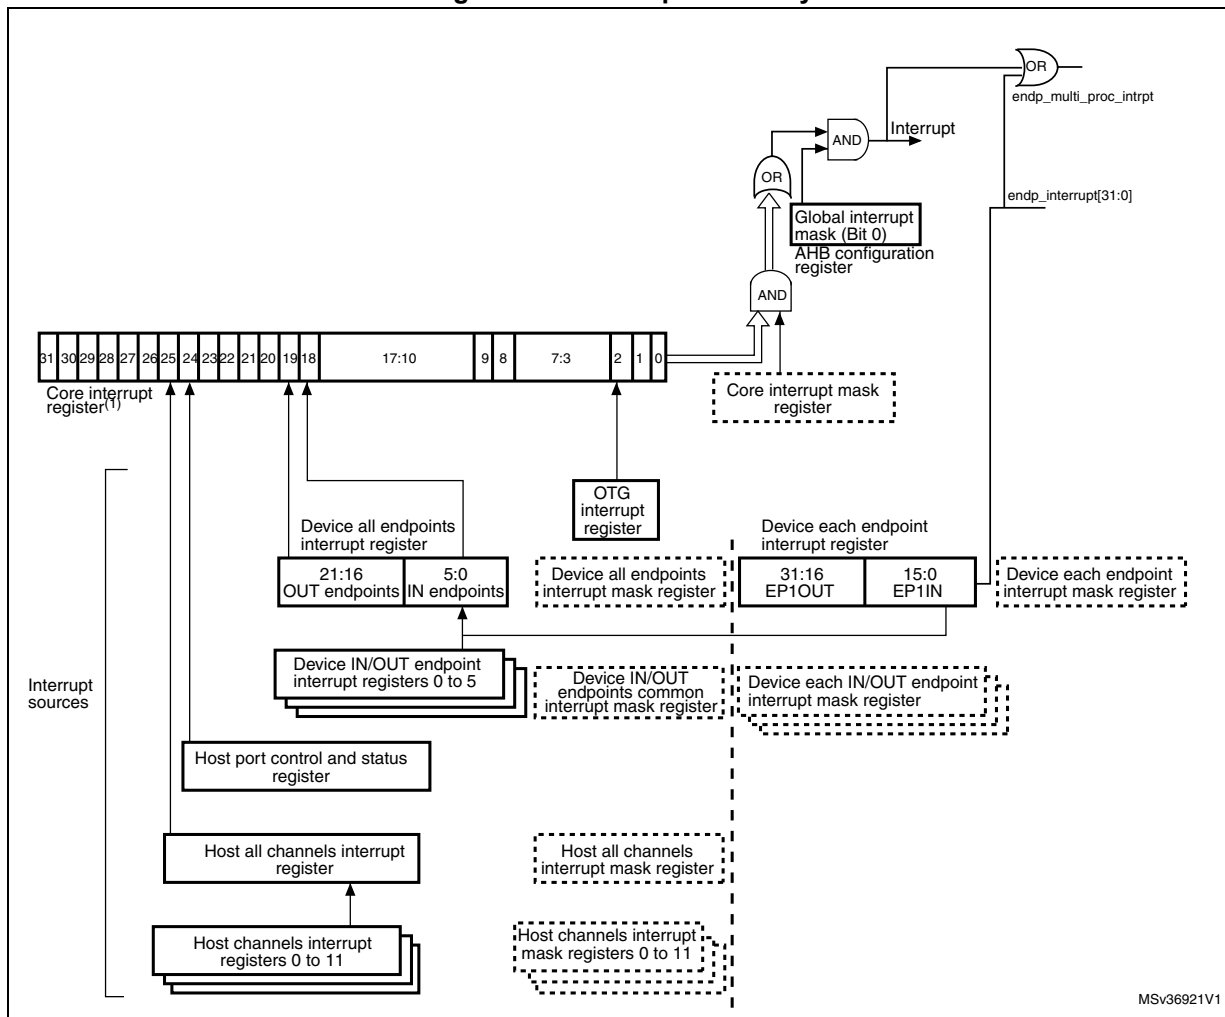 OR
endp_multi_proc_intrpt
Interrupt
AND
OR
endp_interrupt[31:0]
Global interrupt
mask (Bit 0)
AHB configuration
register
AND
31 30 29 28 27 26 25 24 23 22 21 20 19 18 17:10 9 8 7:3 2 1 0
Core interrupt
register(1)
Core interrupt mask
register
OTG
interrupt
register
Device all endpoints
interrupt register
Device each endpoint
interrupt register
21:16
OUT endpoints
5:0
IN endpoints
Device all endpoints
interrupt mask register
31:16
EP1OUT
15:0
EP1IN
Device each endpoint
interrupt mask register
Device IN/OUT endpoint
interrupt registers 0 to 5
Device IN/OUT
endpoints common
interrupt mask register
Device each IN/OUT endpoint
interrupt mask register
Interrupt
sources
Host port control and status
register
Host all channels interrupt
register
Host all channels
interrupt mask register
Host channels interrupt
registers 0 to 11
Host channels interrupt
mask registers 0 to 11
MSv36921V1